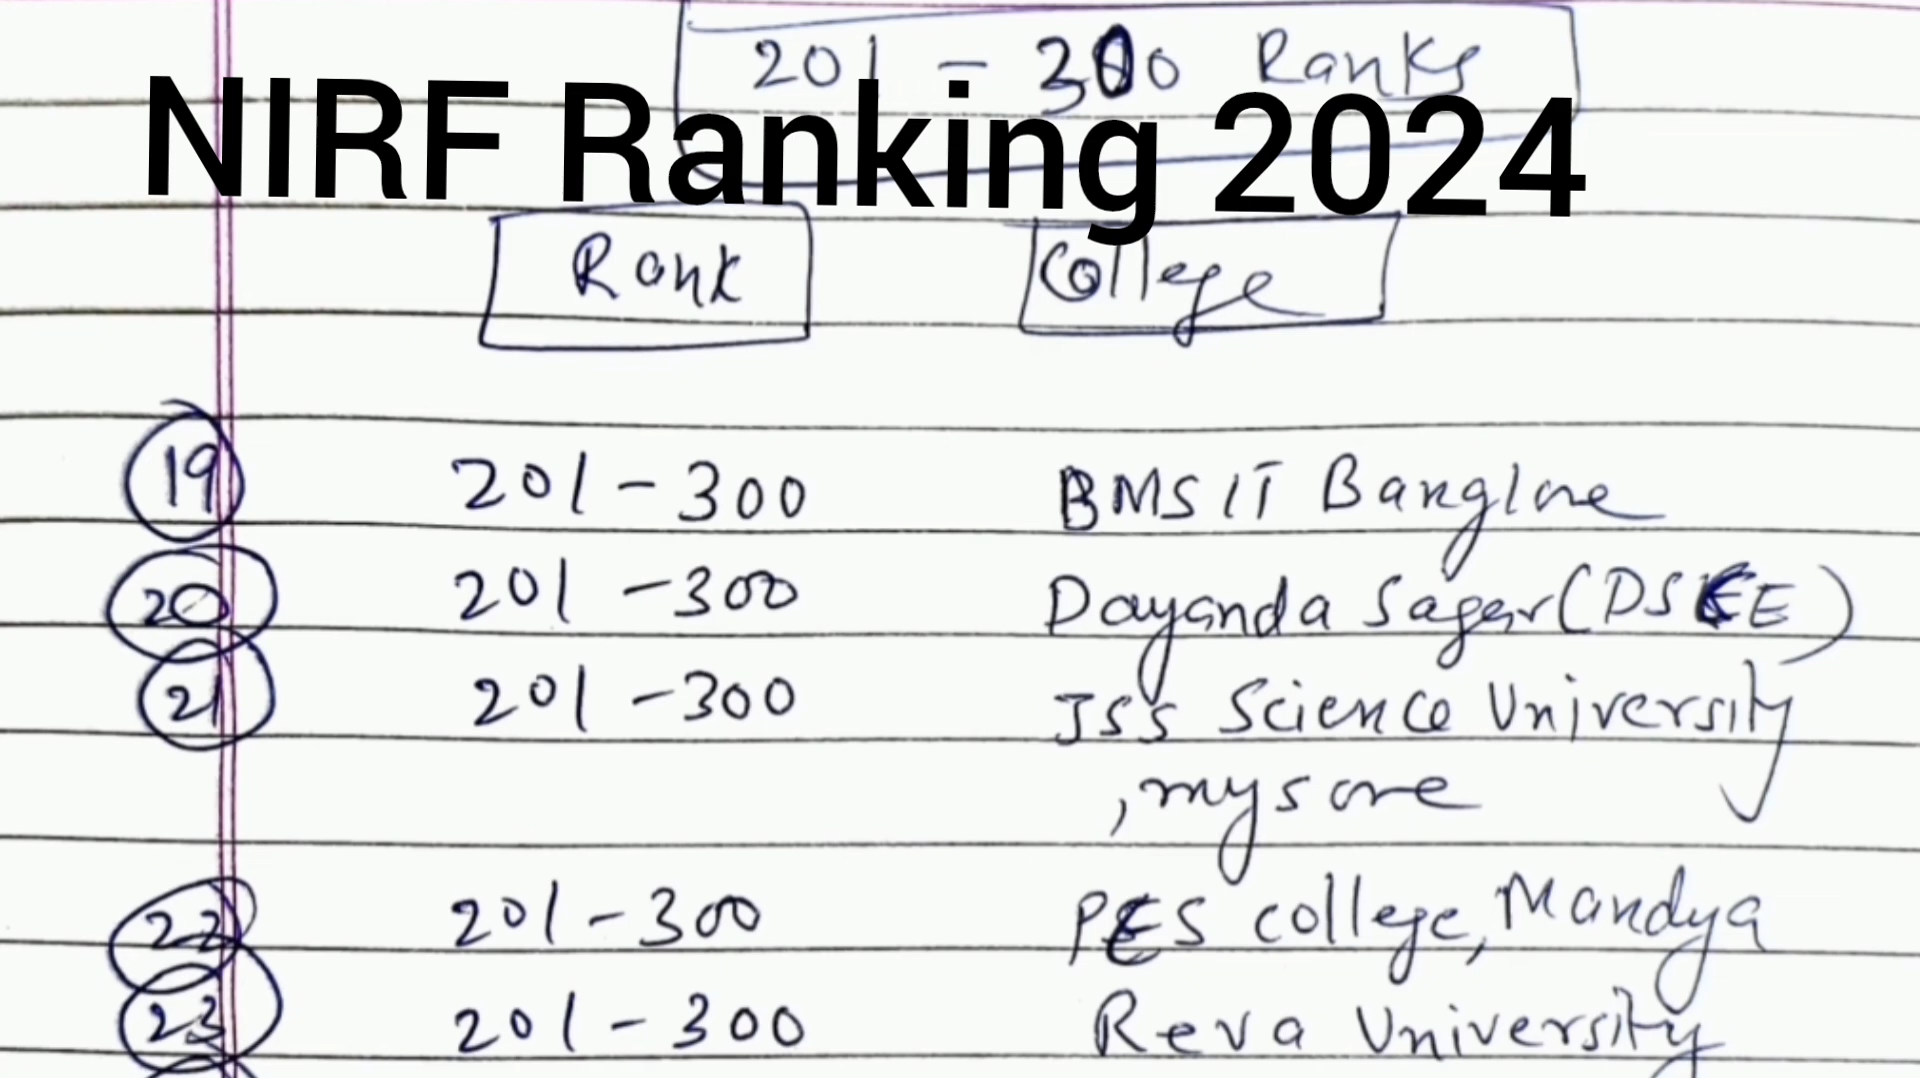 201 - 300 Ranks
NIRF Ranking 2024
Rank College
19 201-300 BMSIT Banglore
20 201-300 Dayanda Sagar (DSCE)
21 201-300 JSS Science University
, mysore
22 201-300 PES college, Mandya
23 201-300 Reva University